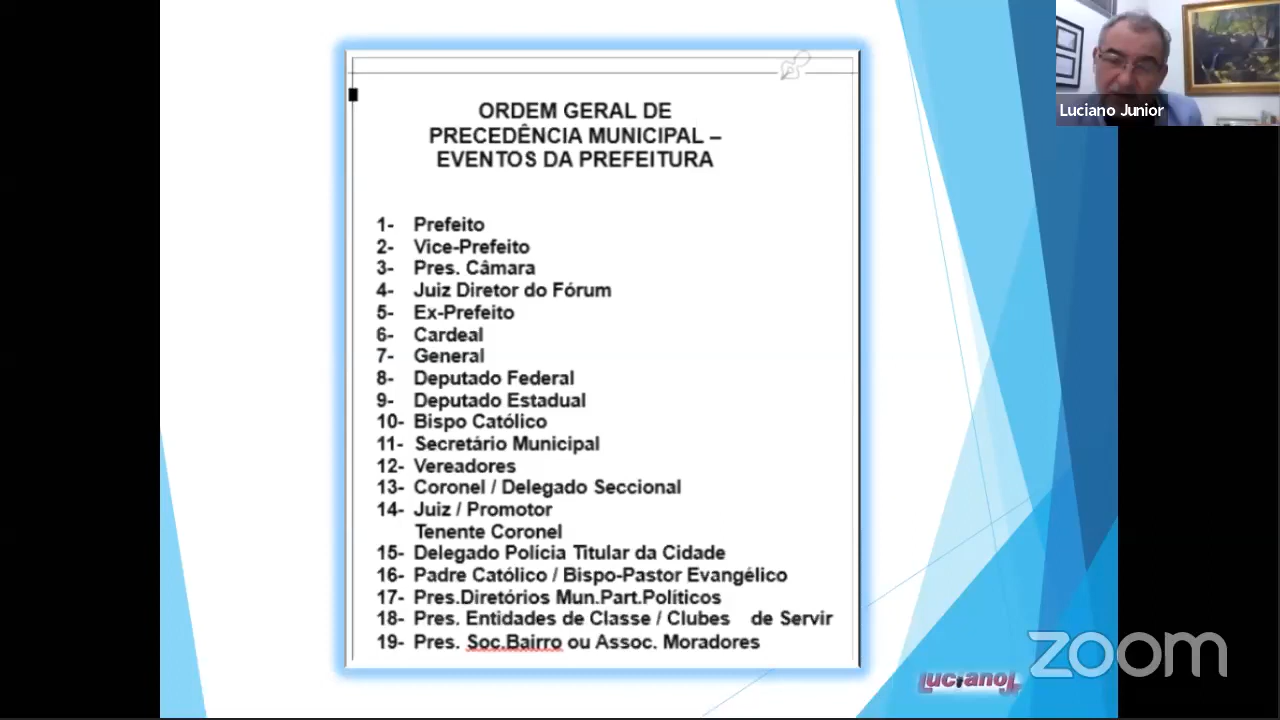 ORDEM GERAL DE
PRECEDÊNCIA MUNICIPAL –
EVENTOS DA PREFEITURA
1- Prefeito
2- Vice-Prefeito
3- Pres. Câmara
4- Juiz Diretor do Fórum
5- Ex-Prefeito
6- Cardeal
7- General
8- Deputado Federal
9- Deputado Estadual
10- Bispo Católico
11- Secretário Municipal
12- Vereadores
13- Coronel / Delegado Seccional
14- Juiz / Promotor
Tenente Coronel
15- Delegado Polícia Titular da Cidade
16- Padre Católico / Bispo-Pastor Evangélico
17- Pres.Diretórios Mun.Part.Políticos
18- Pres. Entidades de Classe / Clubes de Servir
19- Pres. Soc.Bairro ou Assoc. Moradores
Luciano Junior
LucianoJr
zoom